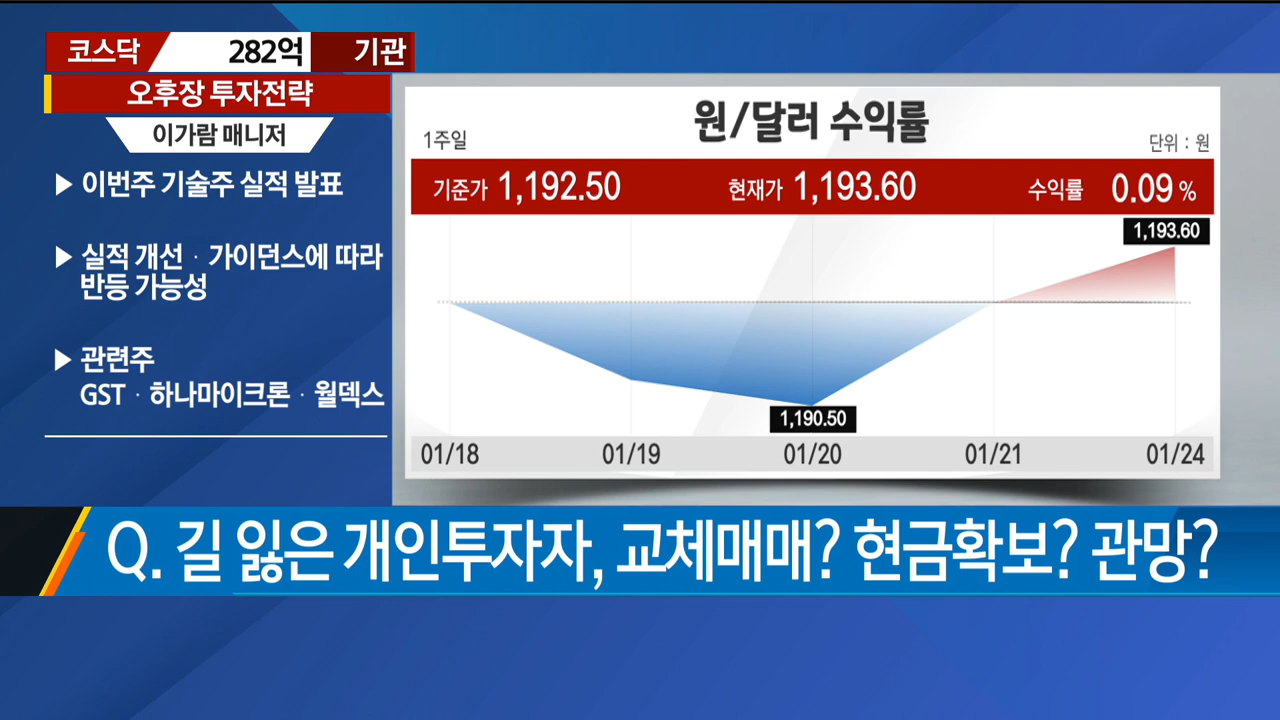 코스닥 282억 기관
오후장 투자전략
이가람 매니저
▶ 이번주 기술주 실적 발표
▶ 실적 개선 · 가이던스에 따라
반등 가능성
▶ 관련주
GST · 하나마이크론 · 월덱스
원/달러 수익률
1주일
단위 : 원
기준가 1,192.50 현재가 1,193.60 수익률 0.09 %
1,193.60
1,190.50
01/18 01/19 01/20 01/21 01/24
Q. 길 잃은 개인투자자, 교체매매? 현금확보? 관망?